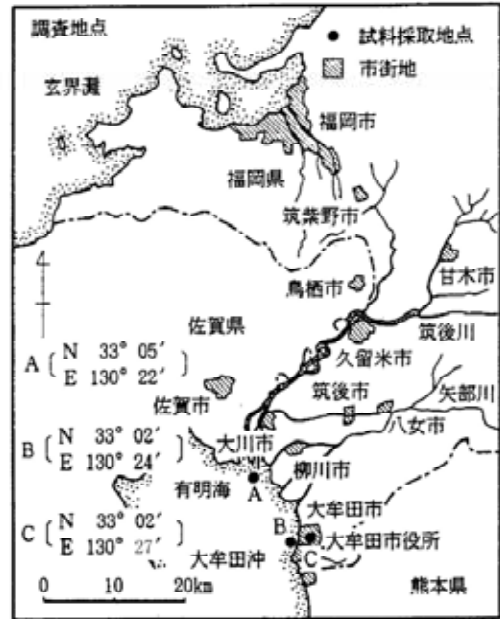 調査地点
● 試料採取地点
市街地
玄界灘
福岡市
福岡県
筑紫野市
鳥栖市
甘木市
佐賀県
筑後川
久留米市
A N 33° 05′
E 130° 22′
筑後市
矢部川
佐賀市
八女市
B N 33° 02′
E 130° 24′
大川市
柳川市
有明海
A
大牟田市
C N 33° 02′
E 130° 27′
B
大牟田市役所
C
大牟田沖
熊本県
0 10 20km